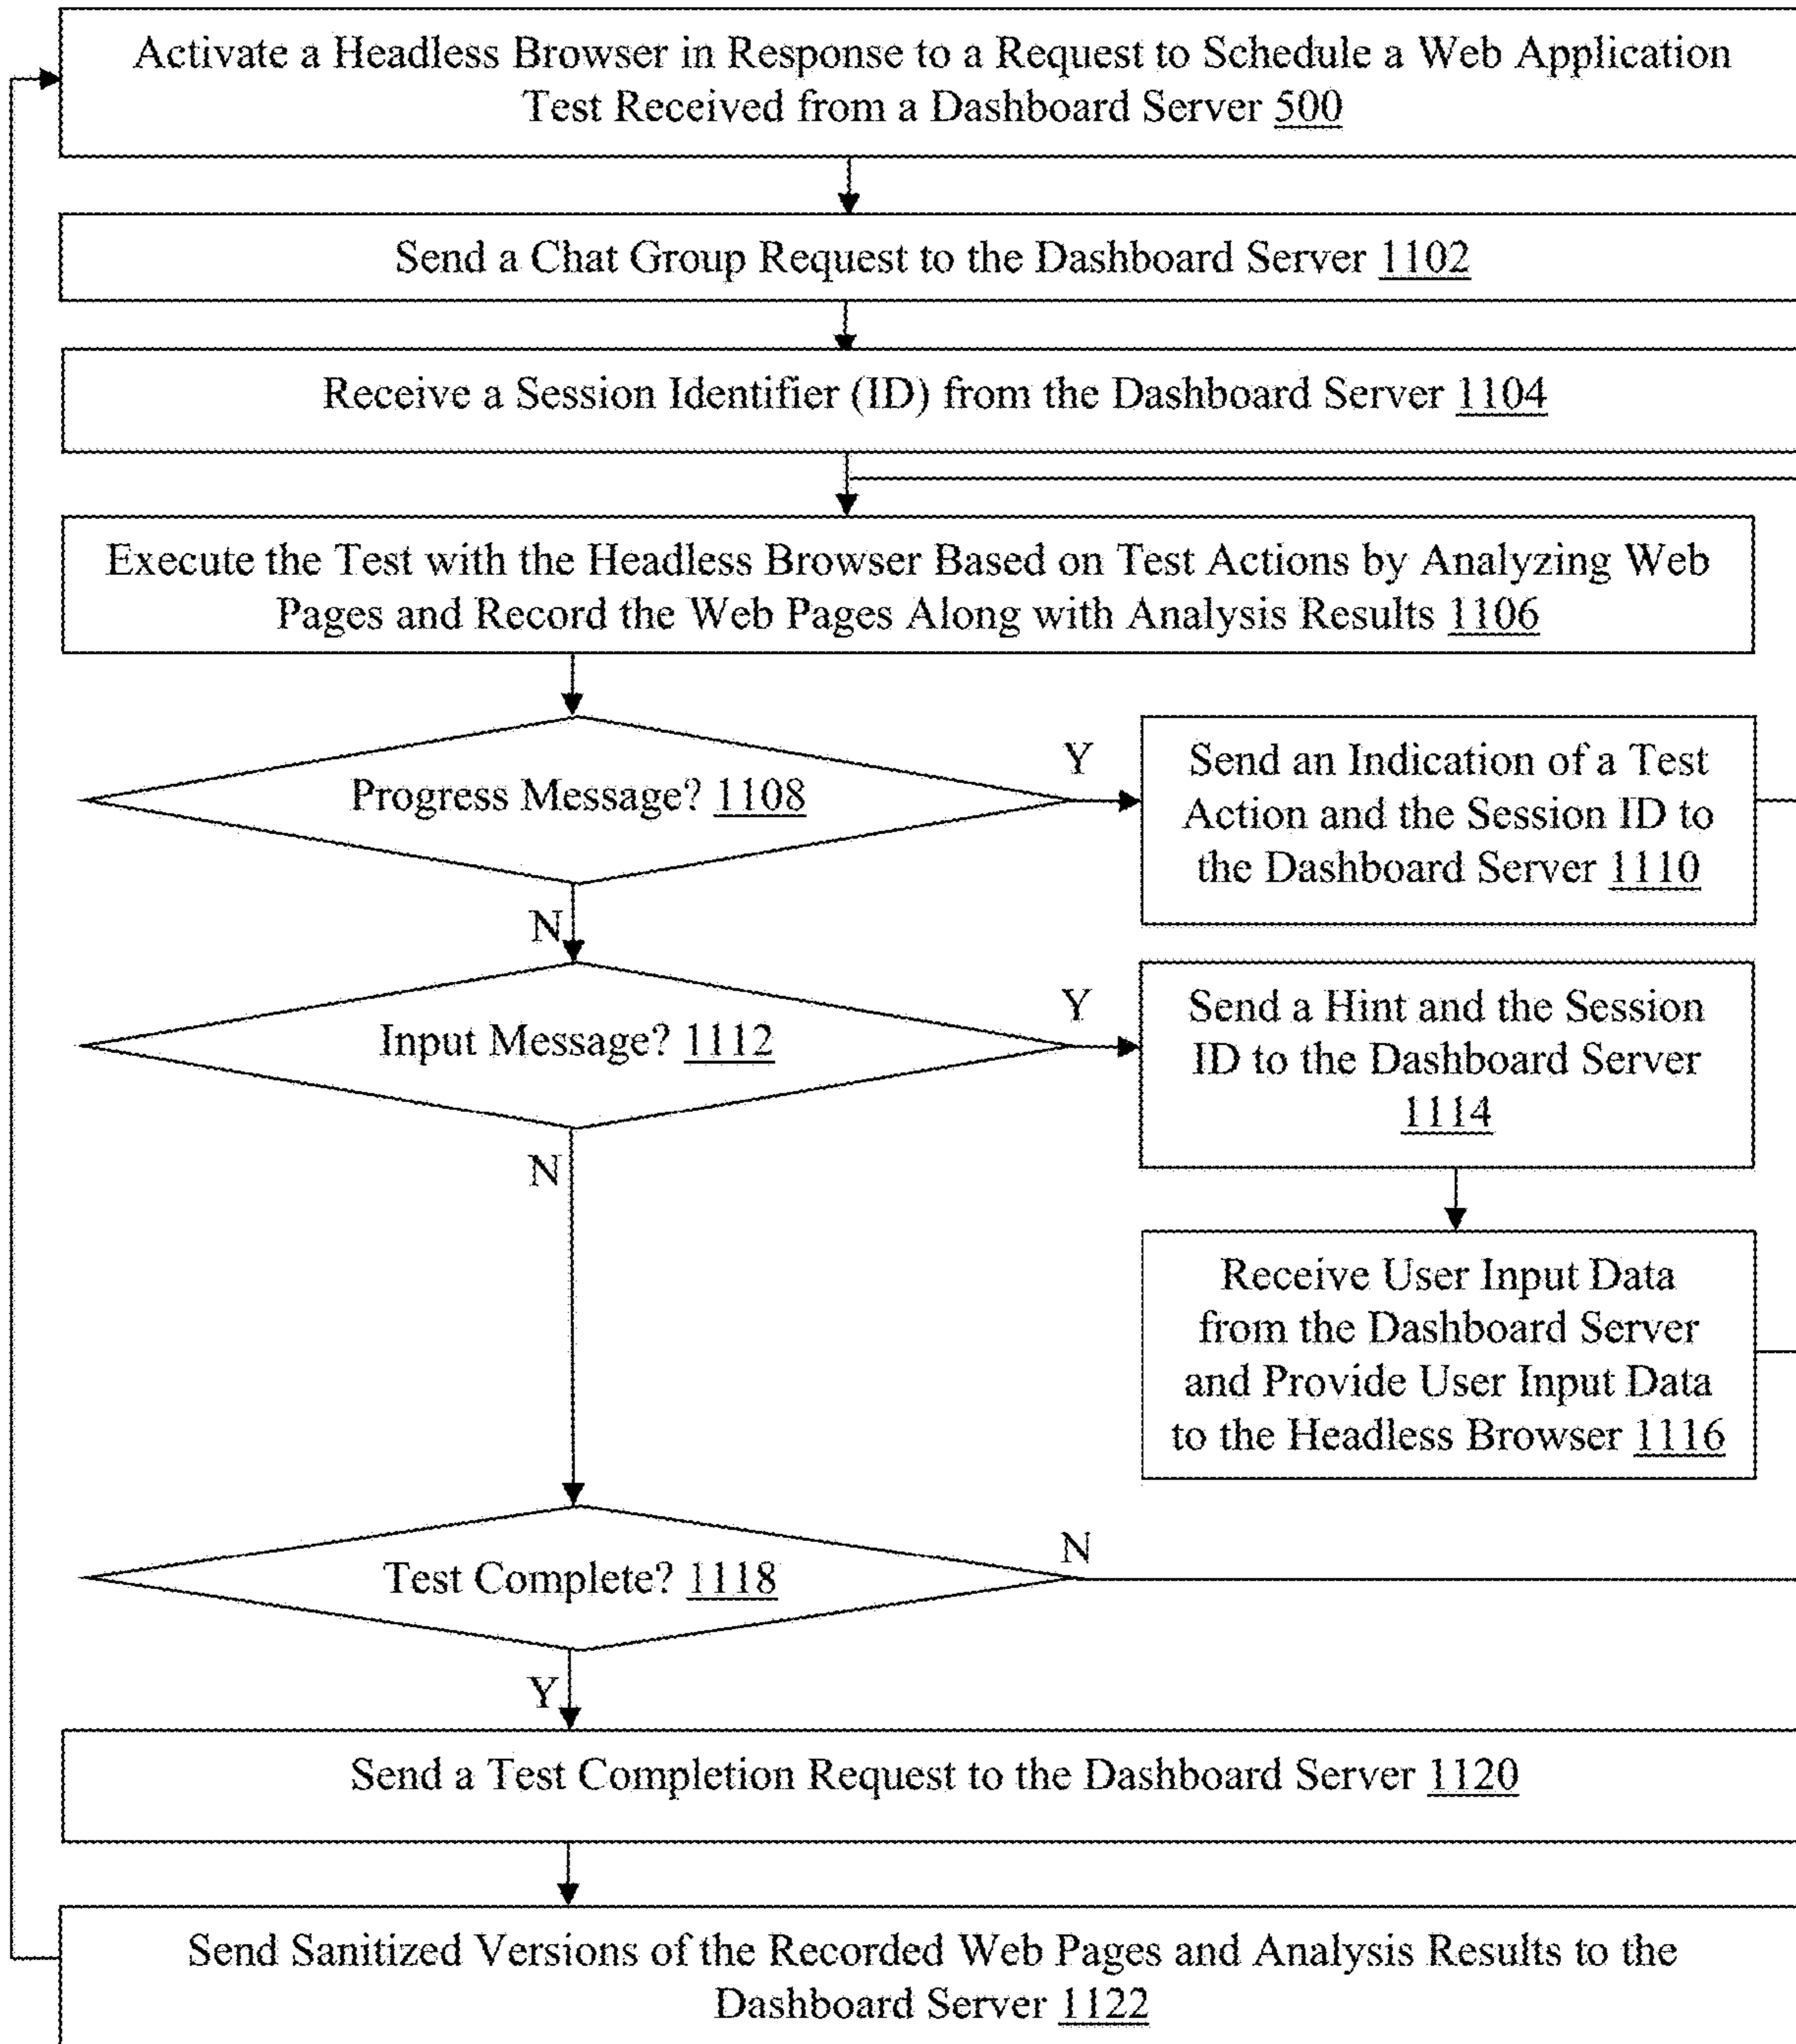 Activate a Headless Browser in Response to a Request to Schedule a Web Application
Test Received from a Dashboard Server 500
Send a Chat Group Request to the Dashboard Server 1102
Receive a Session Identifier (ID) from the Dashboard Server 1104
Execute the Test with the Headless Browser Based on Test Actions by Analyzing Web
Pages and Record the Web Pages Along with Analysis Results 1106
Progress Message? 1108
Y
Send an Indication of a Test
Action and the Session ID to
the Dashboard Server 1110
N
Input Message? 1112
Y
Send a Hint and the Session
ID to the Dashboard Server
1114
N
Receive User Input Data
from the Dashboard Server
and Provide User Input Data
to the Headless Browser 1116
Test Complete? 1118
N
Y
Send a Test Completion Request to the Dashboard Server 1120
Send Sanitized Versions of the Recorded Web Pages and Analysis Results to the
Dashboard Server 1122